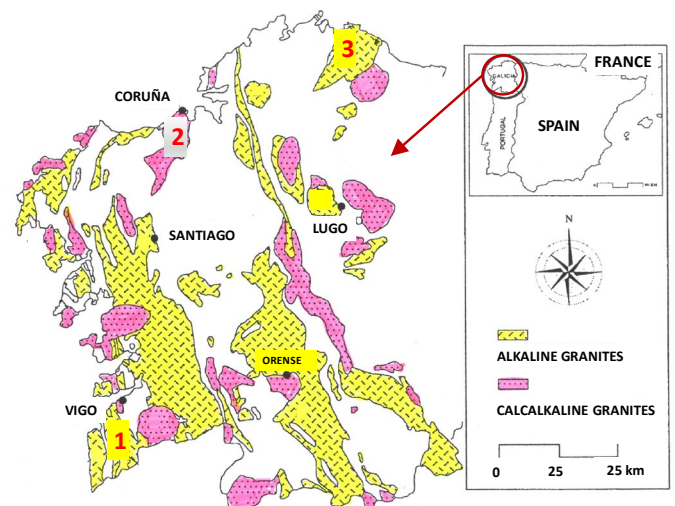 3
FRANCE
GALICIA
CORUÑA
2
PORTUGAL
SPAIN
SANTIAGO
LUGO
N
ORENSE
ALKALINE GRANITES
VIGO
CALCALKALINE GRANITES
1
0 25 25 km